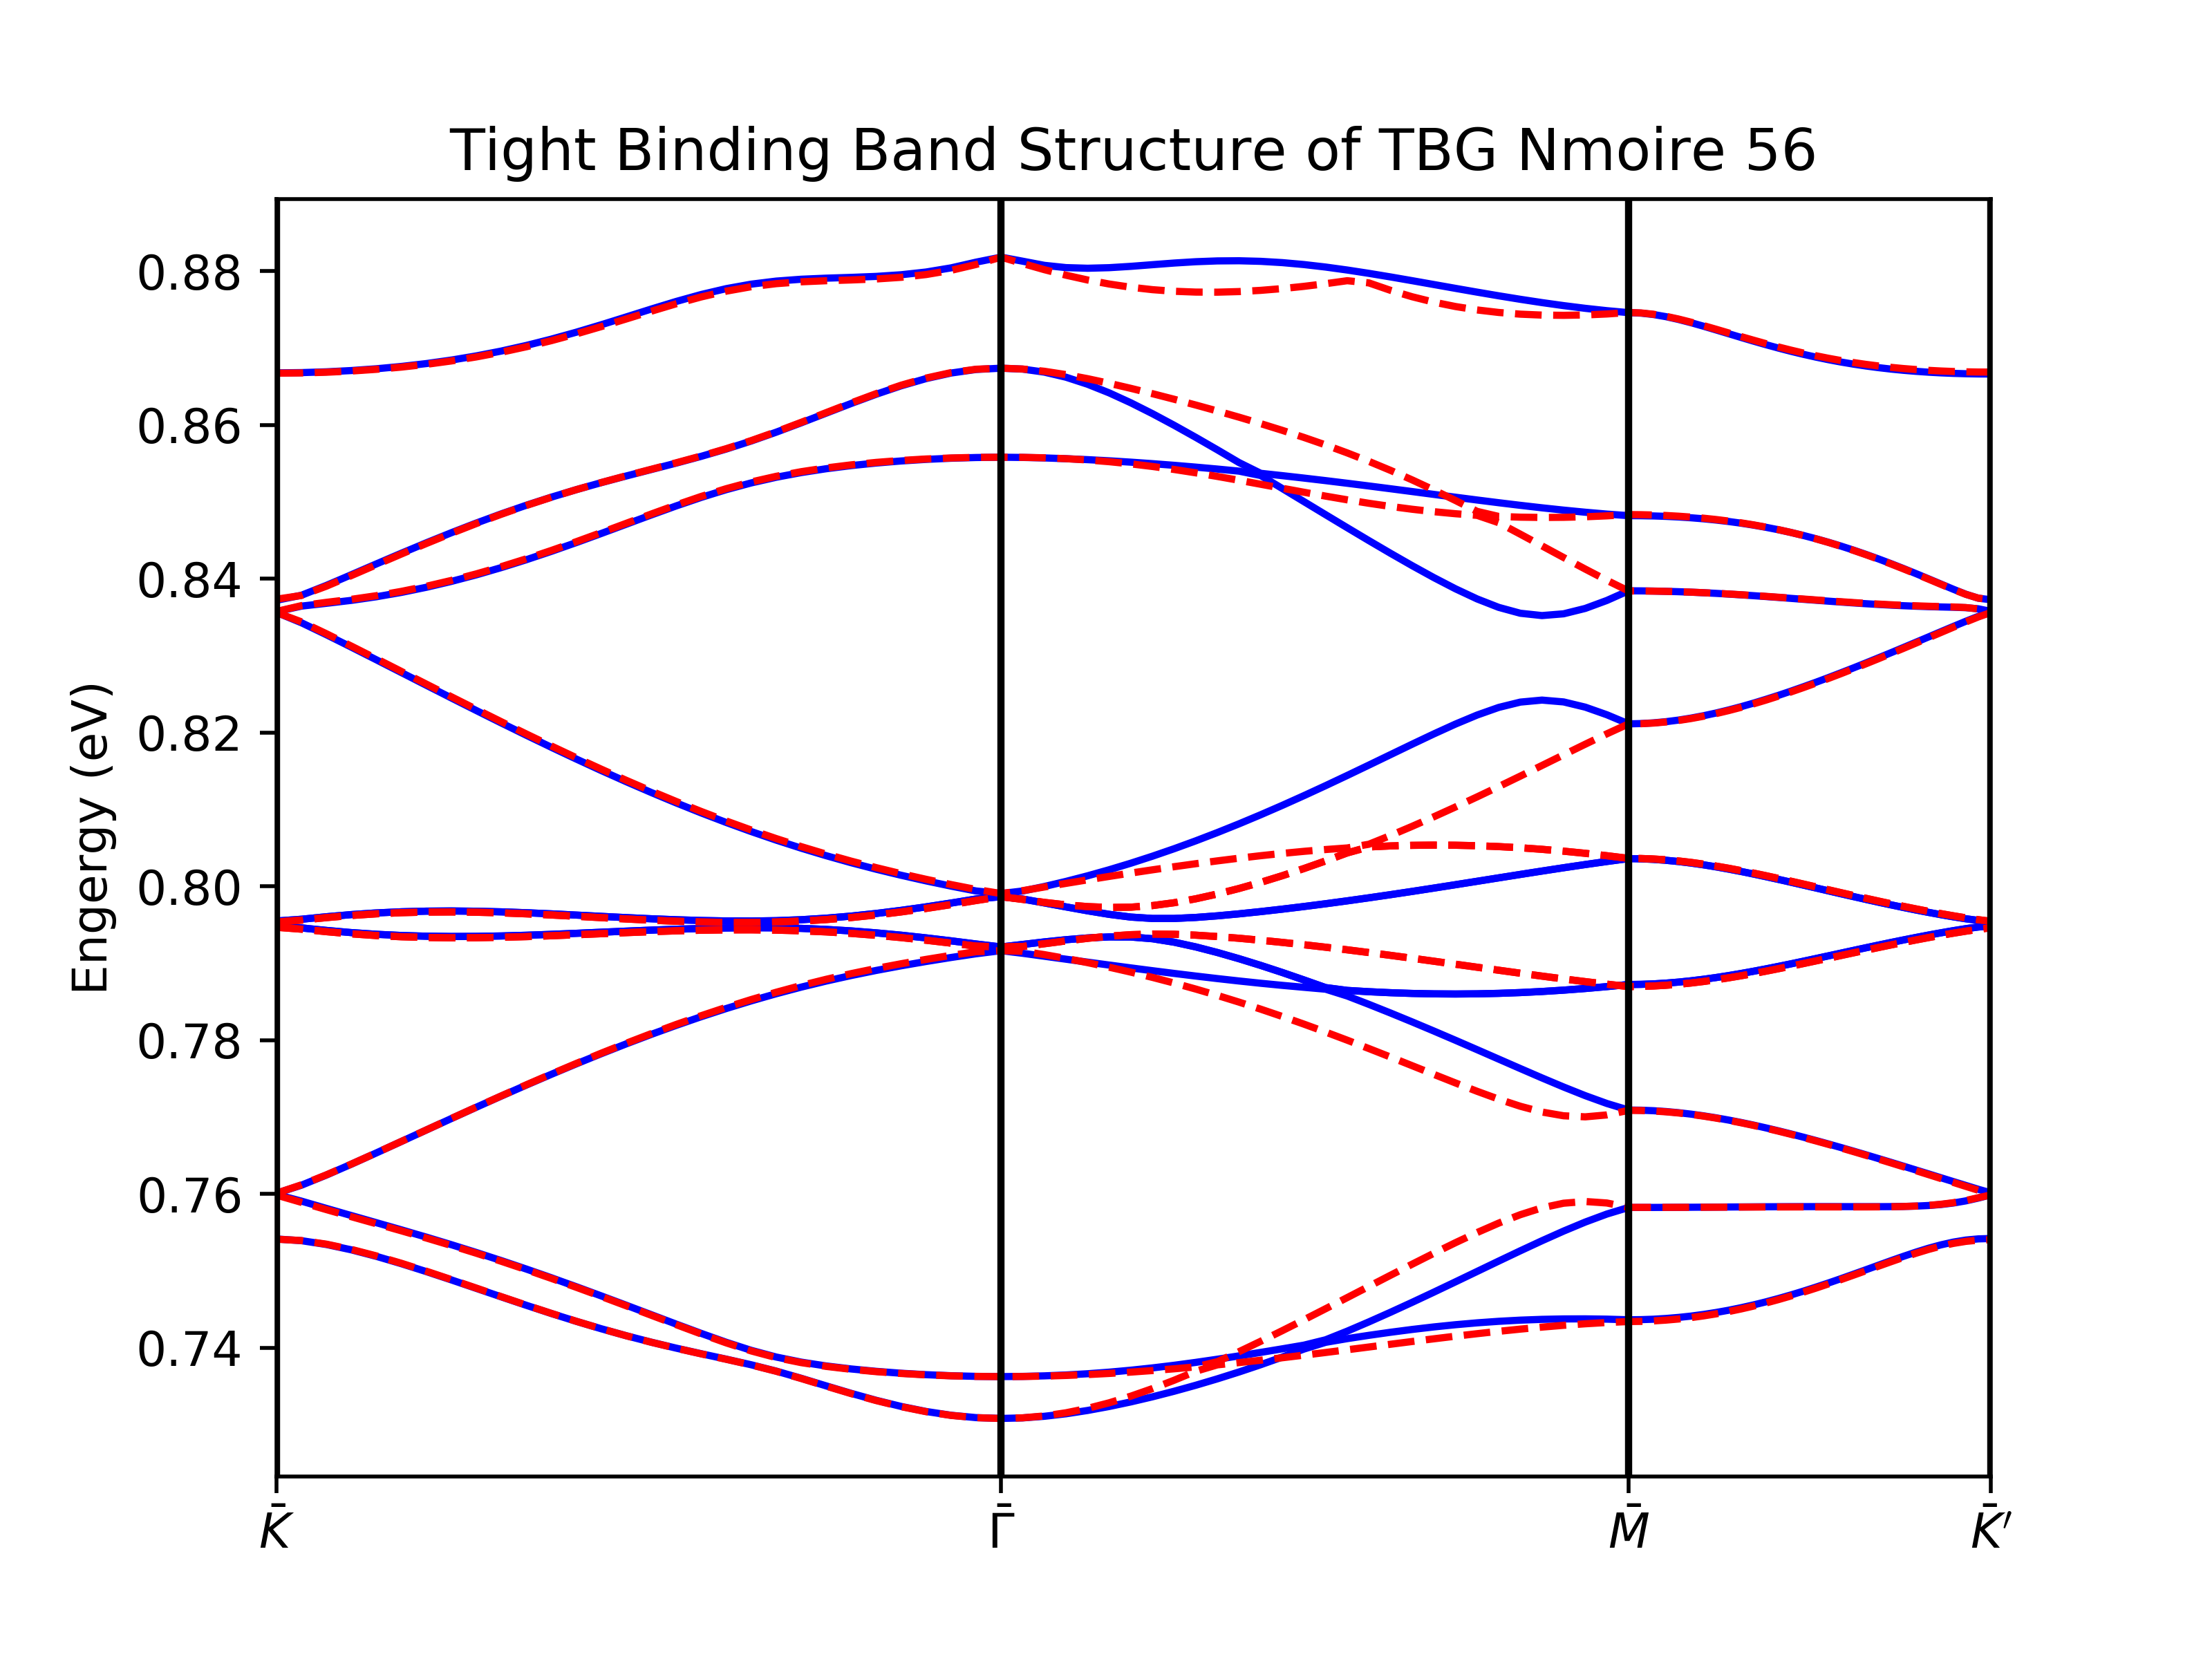 Tight Binding Band Structure of TBG Nmoire 56
Engergy (eV)
0.88
0.86
0.84
0.82
0.80
0.78
0.76
0.74
K̄ Γ̄ M̄ K̄′